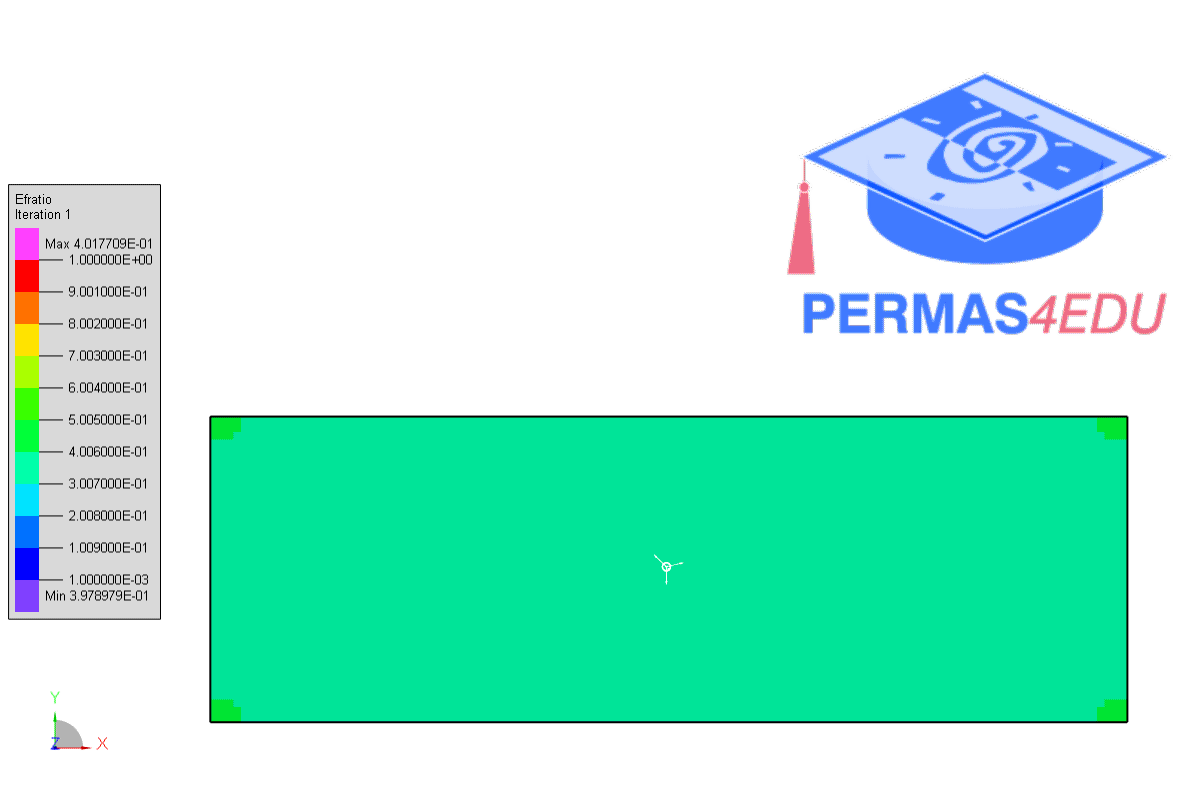 Efratio
Iteration 1
Max 4.017709E-01
1.000000E+00
9.001000E-01
8.002000E-01
7.003000E-01
6.004000E-01
5.005000E-01
4.006000E-01
3.007000E-01
2.008000E-01
1.009000E-01
1.000000E-03
Min 3.978979E-01
PERMAS4EDU
Y
Z
X